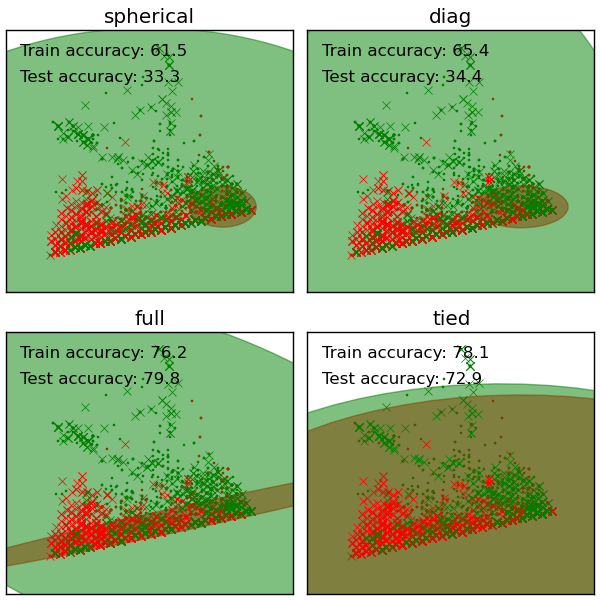 spherical
Train accuracy: 61.5
Test accuracy: 33.3
diag
Train accuracy: 65.4
Test accuracy: 34.4
full
Train accuracy: 76.2
Test accuracy: 79.8
tied
Train accuracy: 78.1
Test accuracy: 72.9